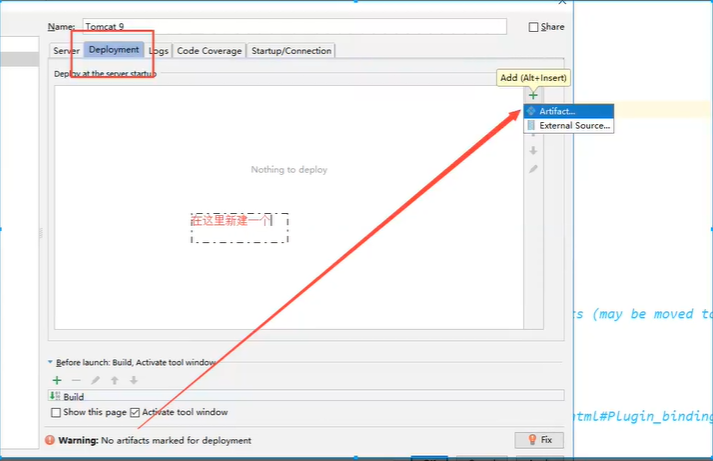 Name: Tomcat 9
Share
Server Deployment Logs Code Coverage Startup/Connection
Deploy at the server startup
Add (Alt+Insert)
Artifact...
External Source...
Nothing to deploy
在这里新建一个
(may be moved to
Before launch: Build, Activate tool window
Build
html#Plugin_binding
Show this page Activate tool window
Warning: No artifacts marked for deployment
Fix